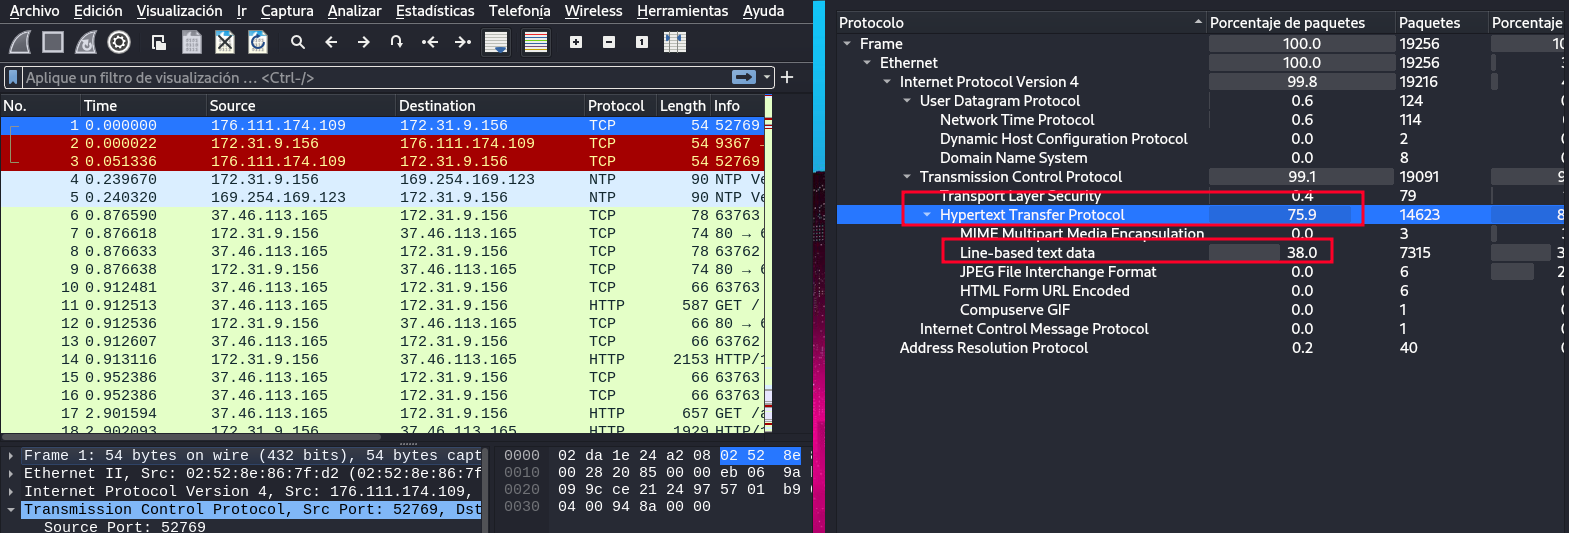 Archivo Edición Visualización Ir Captura Analizar Estadísticas Telefonía Wireless Herramientas Ayuda
Aplique un filtro de visualización … <Ctrl-/>
No. Time Source Destination Protocol Length Info
1 0.000000 176.111.174.109 172.31.9.156 TCP 54 52769
2 0.000022 172.31.9.156 176.111.174.109 TCP 54 9367 →
3 0.051336 176.111.174.109 172.31.9.156 TCP 54 52769
4 0.239670 172.31.9.156 169.254.169.123 NTP 90 NTP Ve
5 0.240320 169.254.169.123 172.31.9.156 NTP 90 NTP Ve
6 0.876590 37.46.113.165 172.31.9.156 TCP 78 63763
7 0.876618 172.31.9.156 37.46.113.165 TCP 74 80 → 6
8 0.876633 37.46.113.165 172.31.9.156 TCP 78 63762
9 0.876638 172.31.9.156 37.46.113.165 TCP 74 80 → 6
10 0.912481 37.46.113.165 172.31.9.156 TCP 66 63763
11 0.912513 37.46.113.165 172.31.9.156 HTTP 587 GET /
12 0.912536 172.31.9.156 37.46.113.165 TCP 66 80 → 6
13 0.912607 37.46.113.165 172.31.9.156 TCP 66 63762
14 0.913116 172.31.9.156 37.46.113.165 HTTP 2153 HTTP/1
15 0.952386 37.46.113.165 172.31.9.156 TCP 66 63763
16 0.952386 37.46.113.165 172.31.9.156 TCP 66 63763
17 2.901594 37.46.113.165 172.31.9.156 HTTP 657 GET /a
18 2.902093 172.31.9.156 37.46.113.165 HTTP 1929 HTTP/1
Frame 1: 54 bytes on wire (432 bits), 54 bytes capt
Ethernet II, Src: 02:52:8e:86:7f:d2 (02:52:8e:86:7f
Internet Protocol Version 4, Src: 176.111.174.109,
Transmission Control Protocol, Src Port: 52769, Dst
Source Port: 52769
0000 02 da 1e 24 a2 08 02 52 8e 8
0010 00 28 20 85 00 00 eb 06 9a
0020 09 9c ce 21 24 97 57 01 b9
0030 04 00 94 8a 00 00
Protocolo Porcentaje de paquetes Paquetes Porcentaje
Frame 100.0 19256 10
Ethernet 100.0 19256
Internet Protocol Version 4 99.8 19216
User Datagram Protocol 0.6 124
Network Time Protocol 0.6 114
Dynamic Host Configuration Protocol 0.0 2
Domain Name System 0.0 8
Transmission Control Protocol 99.1 19091 9
Transport Layer Security 0.4 79
Hypertext Transfer Protocol 75.9 14623 8
MIME Multipart Media Encapsulation 0.0 3
Line-based text data 38.0 7315 3
JPEG File Interchange Format 0.0 6 2
HTML Form URL Encoded 0.0 6
Compuserve GIF 0.0 1
Internet Control Message Protocol 0.0 1
Address Resolution Protocol 0.2 40